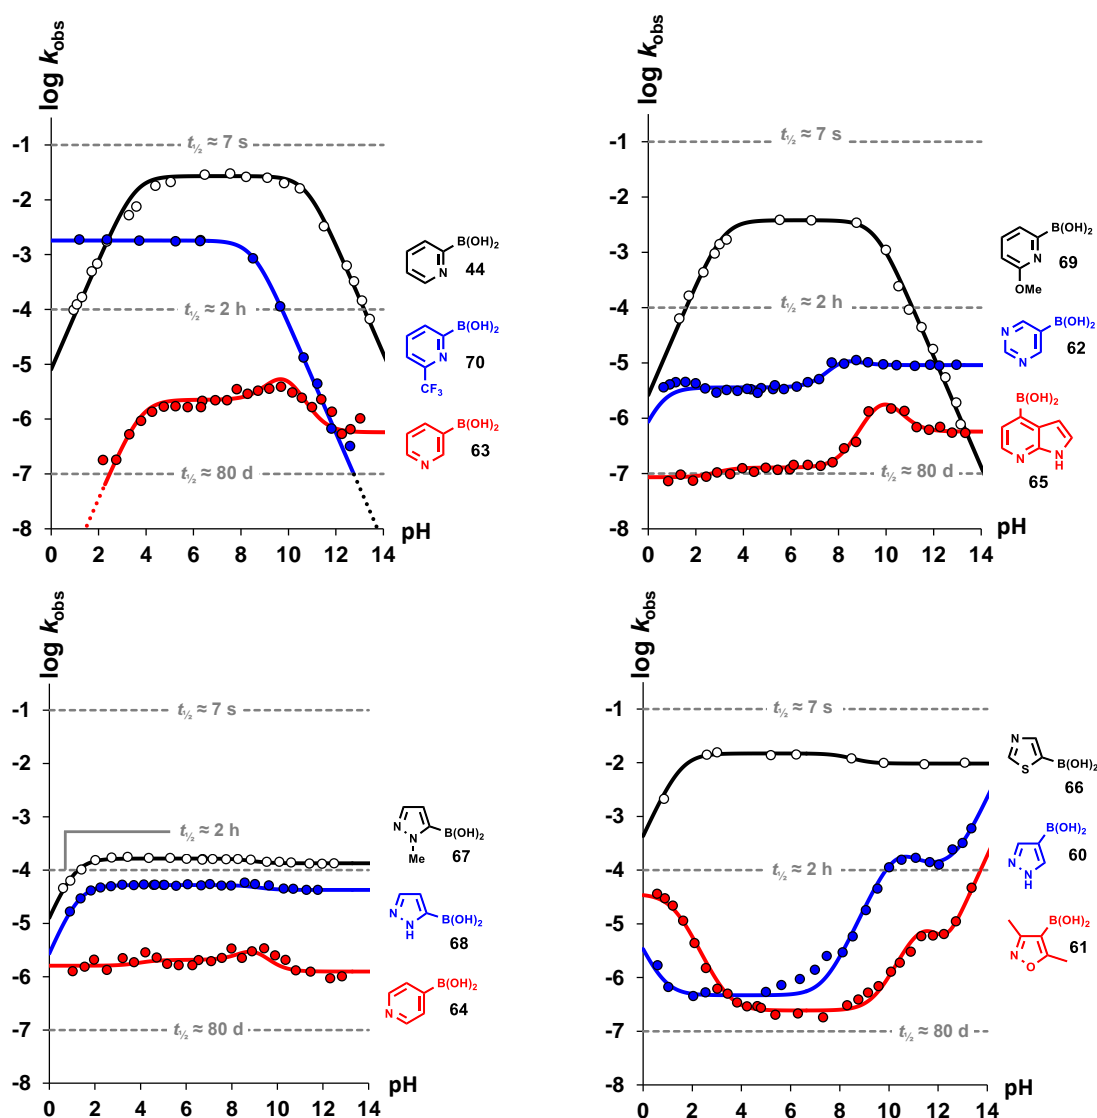 log kobs
-1
-2
-3
-4
-5
-6
-7
-8
t½ ≈ 7 s
t½ ≈ 2 h
t½ ≈ 80 d
0 2 4 6 8 10 12 14
pH
N
B(OH)2
44
B(OH)2
N
70
CF3
B(OH)2
63
N
log kobs
-1
-2
-3
-4
-5
-6
-7
-8
t½ ≈ 7 s
t½ ≈ 2 h
t½ ≈ 80 d
0 2 4 6 8 10 12 14
pH
B(OH)2
N
69
OMe
N
B(OH)2
N
62
B(OH)2
N
N
H
65
log kobs
-1
-2
-3
-4
-5
-6
-7
-8
t½ ≈ 7 s
t½ ≈ 2 h
t½ ≈ 80 d
0 2 4 6 8 10 12 14
pH
N
N
B(OH)2
Me
67
N
N
H
B(OH)2
68
B(OH)2
N
64
log kobs
-1
-2
-3
-4
-5
-6
-7
-8
t½ ≈ 7 s
t½ ≈ 2 h
t½ ≈ 80 d
0 2 4 6 8 10 12 14
pH
N
S
B(OH)2
66
B(OH)2
N
N
H
60
B(OH)2
N
O
61